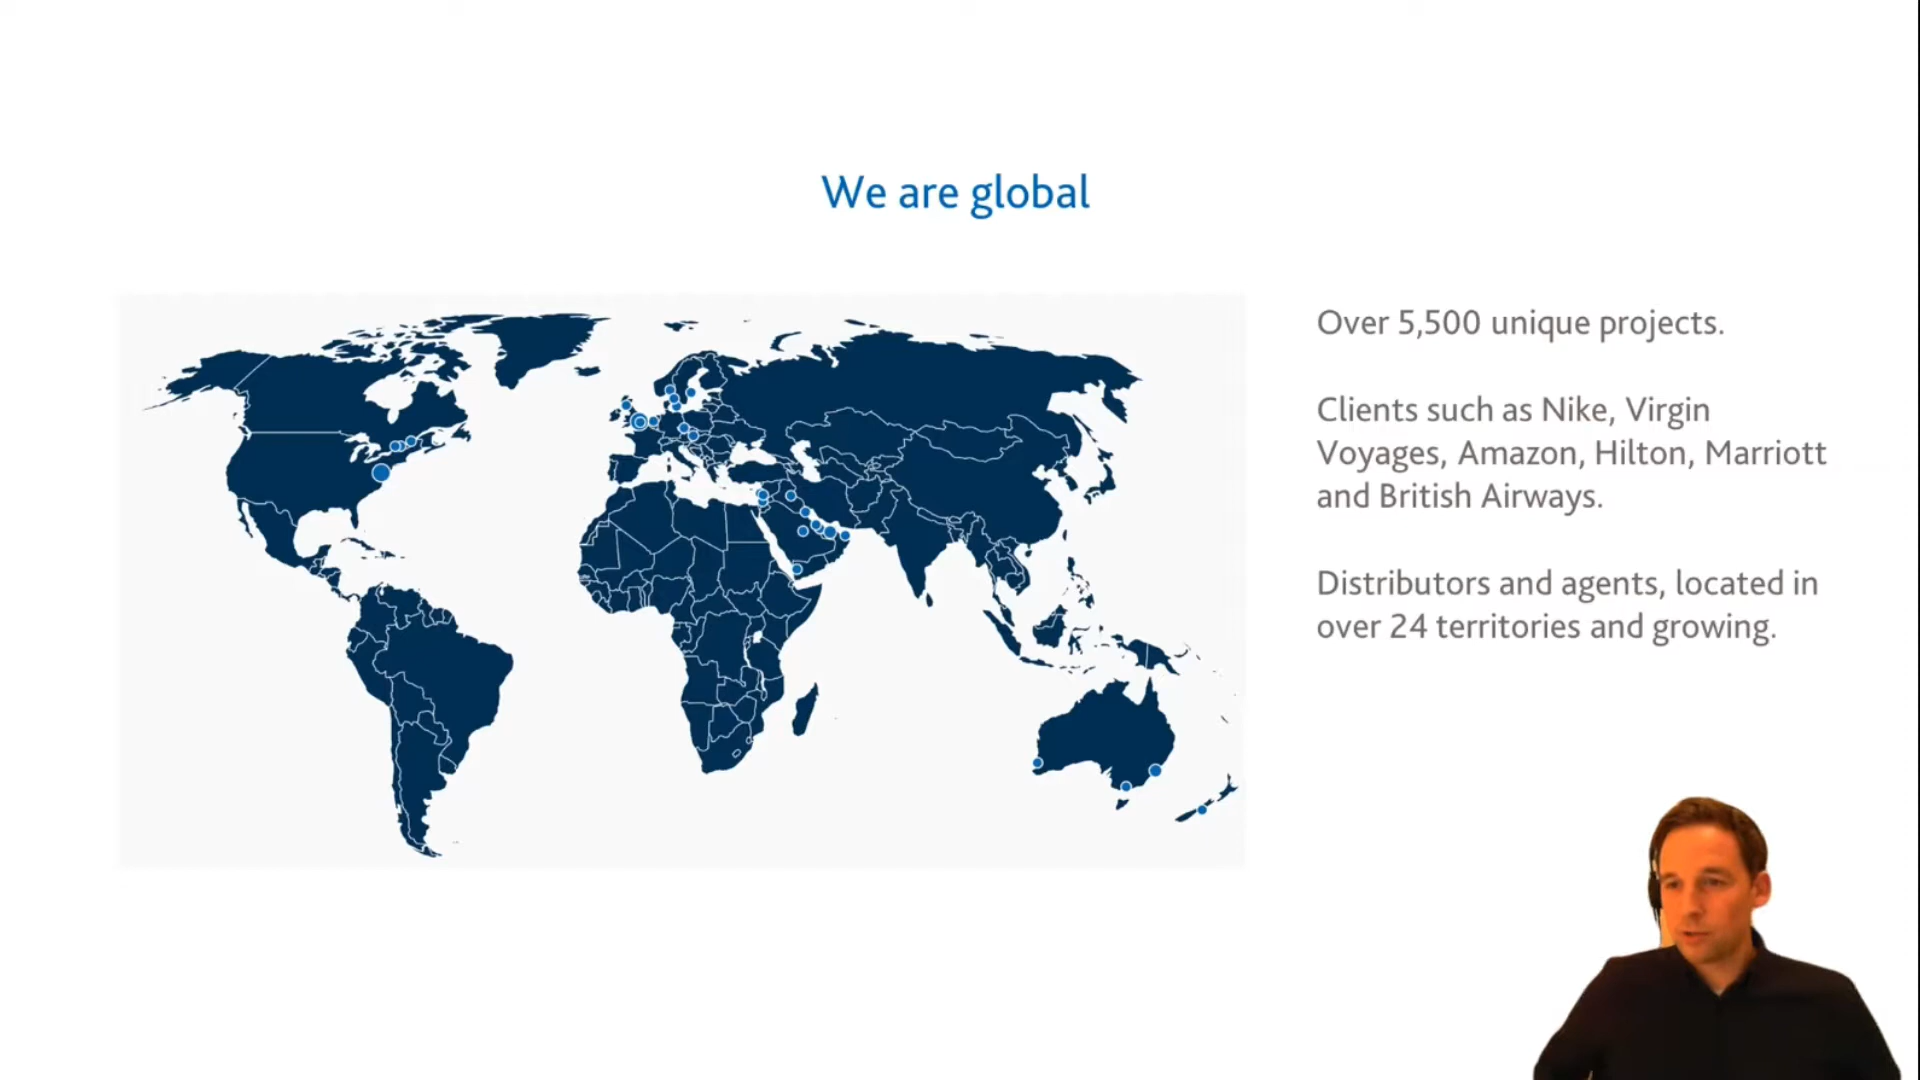 We are global
Over 5,500 unique projects.
Clients such as Nike, Virgin
Voyages, Amazon, Hilton, Marriott
and British Airways.
Distributors and agents, located in
over 24 territories and growing.